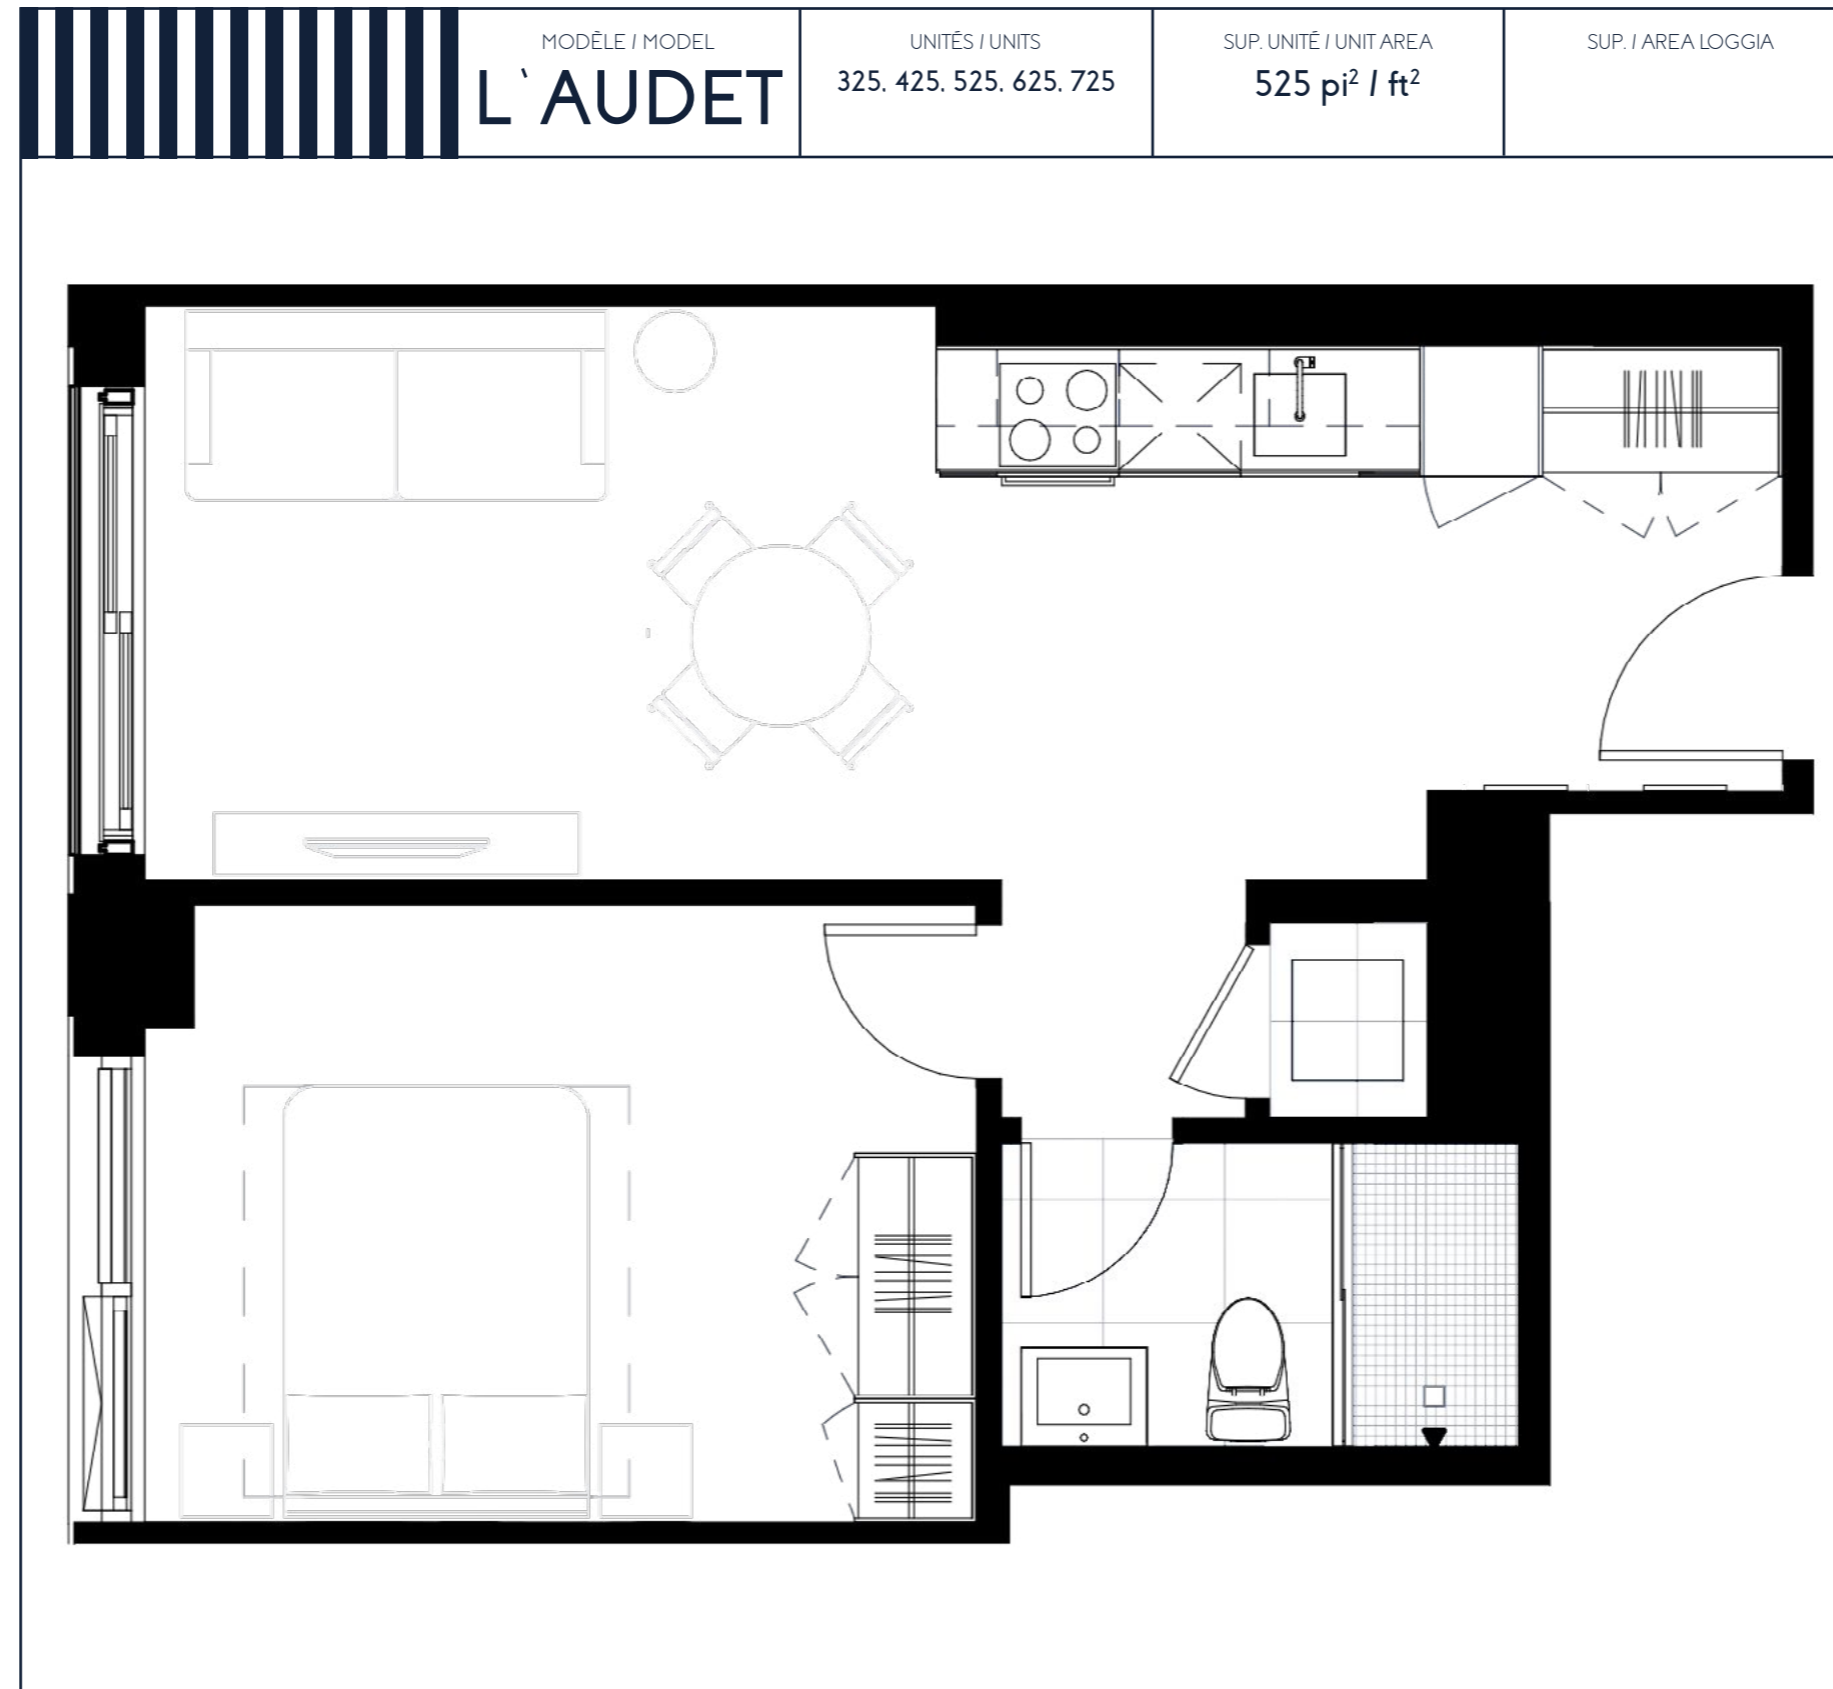 MODÈLE / MODEL
L`AUDET
UNITÉS / UNITS
325, 425, 525, 625, 725
SUP. UNITÉ / UNIT AREA
525 pi² / ft²
SUP. / AREA LOGGIA